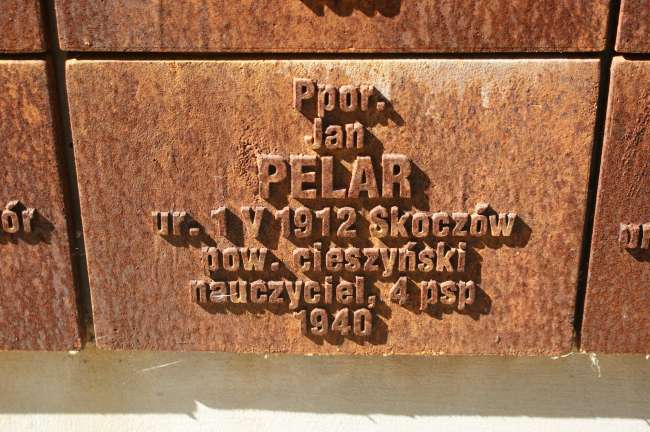 Ppor.
Jan
PELAR
ur. 1 V 1912 Skoczów
pow. cieszyński
nauczyciel, 4 psp
1940